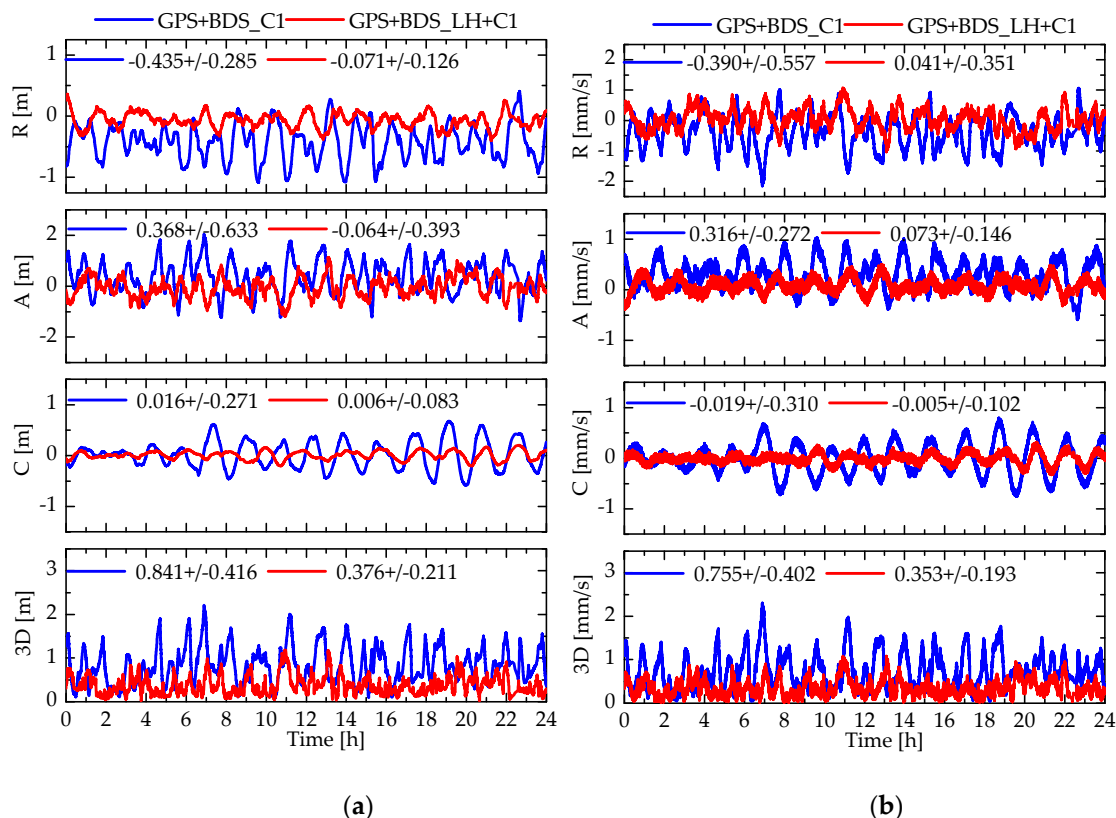 GPS+BDS_C1 GPS+BDS_LH+C1
R [m]
1
0
-1
-0.435+/-0.285 -0.071+/-0.126
A [m]
2
0
-2
0.368+/-0.633 -0.064+/-0.393
C [m]
1
0
-1
0.016+/-0.271 0.006+/-0.083
3D [m]
3
2
1
0
0.841+/-0.416 0.376+/-0.211
0 2 4 6 8 10 12 14 16 18 20 22 24
Time [h]
(a)
GPS+BDS_C1 GPS+BDS_LH+C1
R [mm/s]
2
1
0
-1
-2
-0.390+/-0.557 0.041+/-0.351
A [mm/s]
1
0
-1
0.316+/-0.272 0.073+/-0.146
C [mm/s]
1
0
-1
-0.019+/-0.310 -0.005+/-0.102
3D [mm/s]
3
2
1
0
0.755+/-0.402 0.353+/-0.193
0 2 4 6 8 10 12 14 16 18 20 22 24
Time [h]
(b)